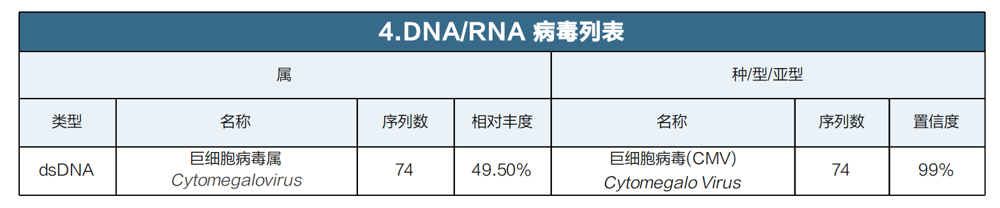 4.DNA/RNA 病毒列表
属 种/型/亚型
类型 名称 序列数 相对丰度 名称 序列数 置信度
dsDNA 巨细胞病毒属 74 49.50% 巨细胞病毒(CMV) 74 99%
Cytomegalovirus Cytomegalo Virus